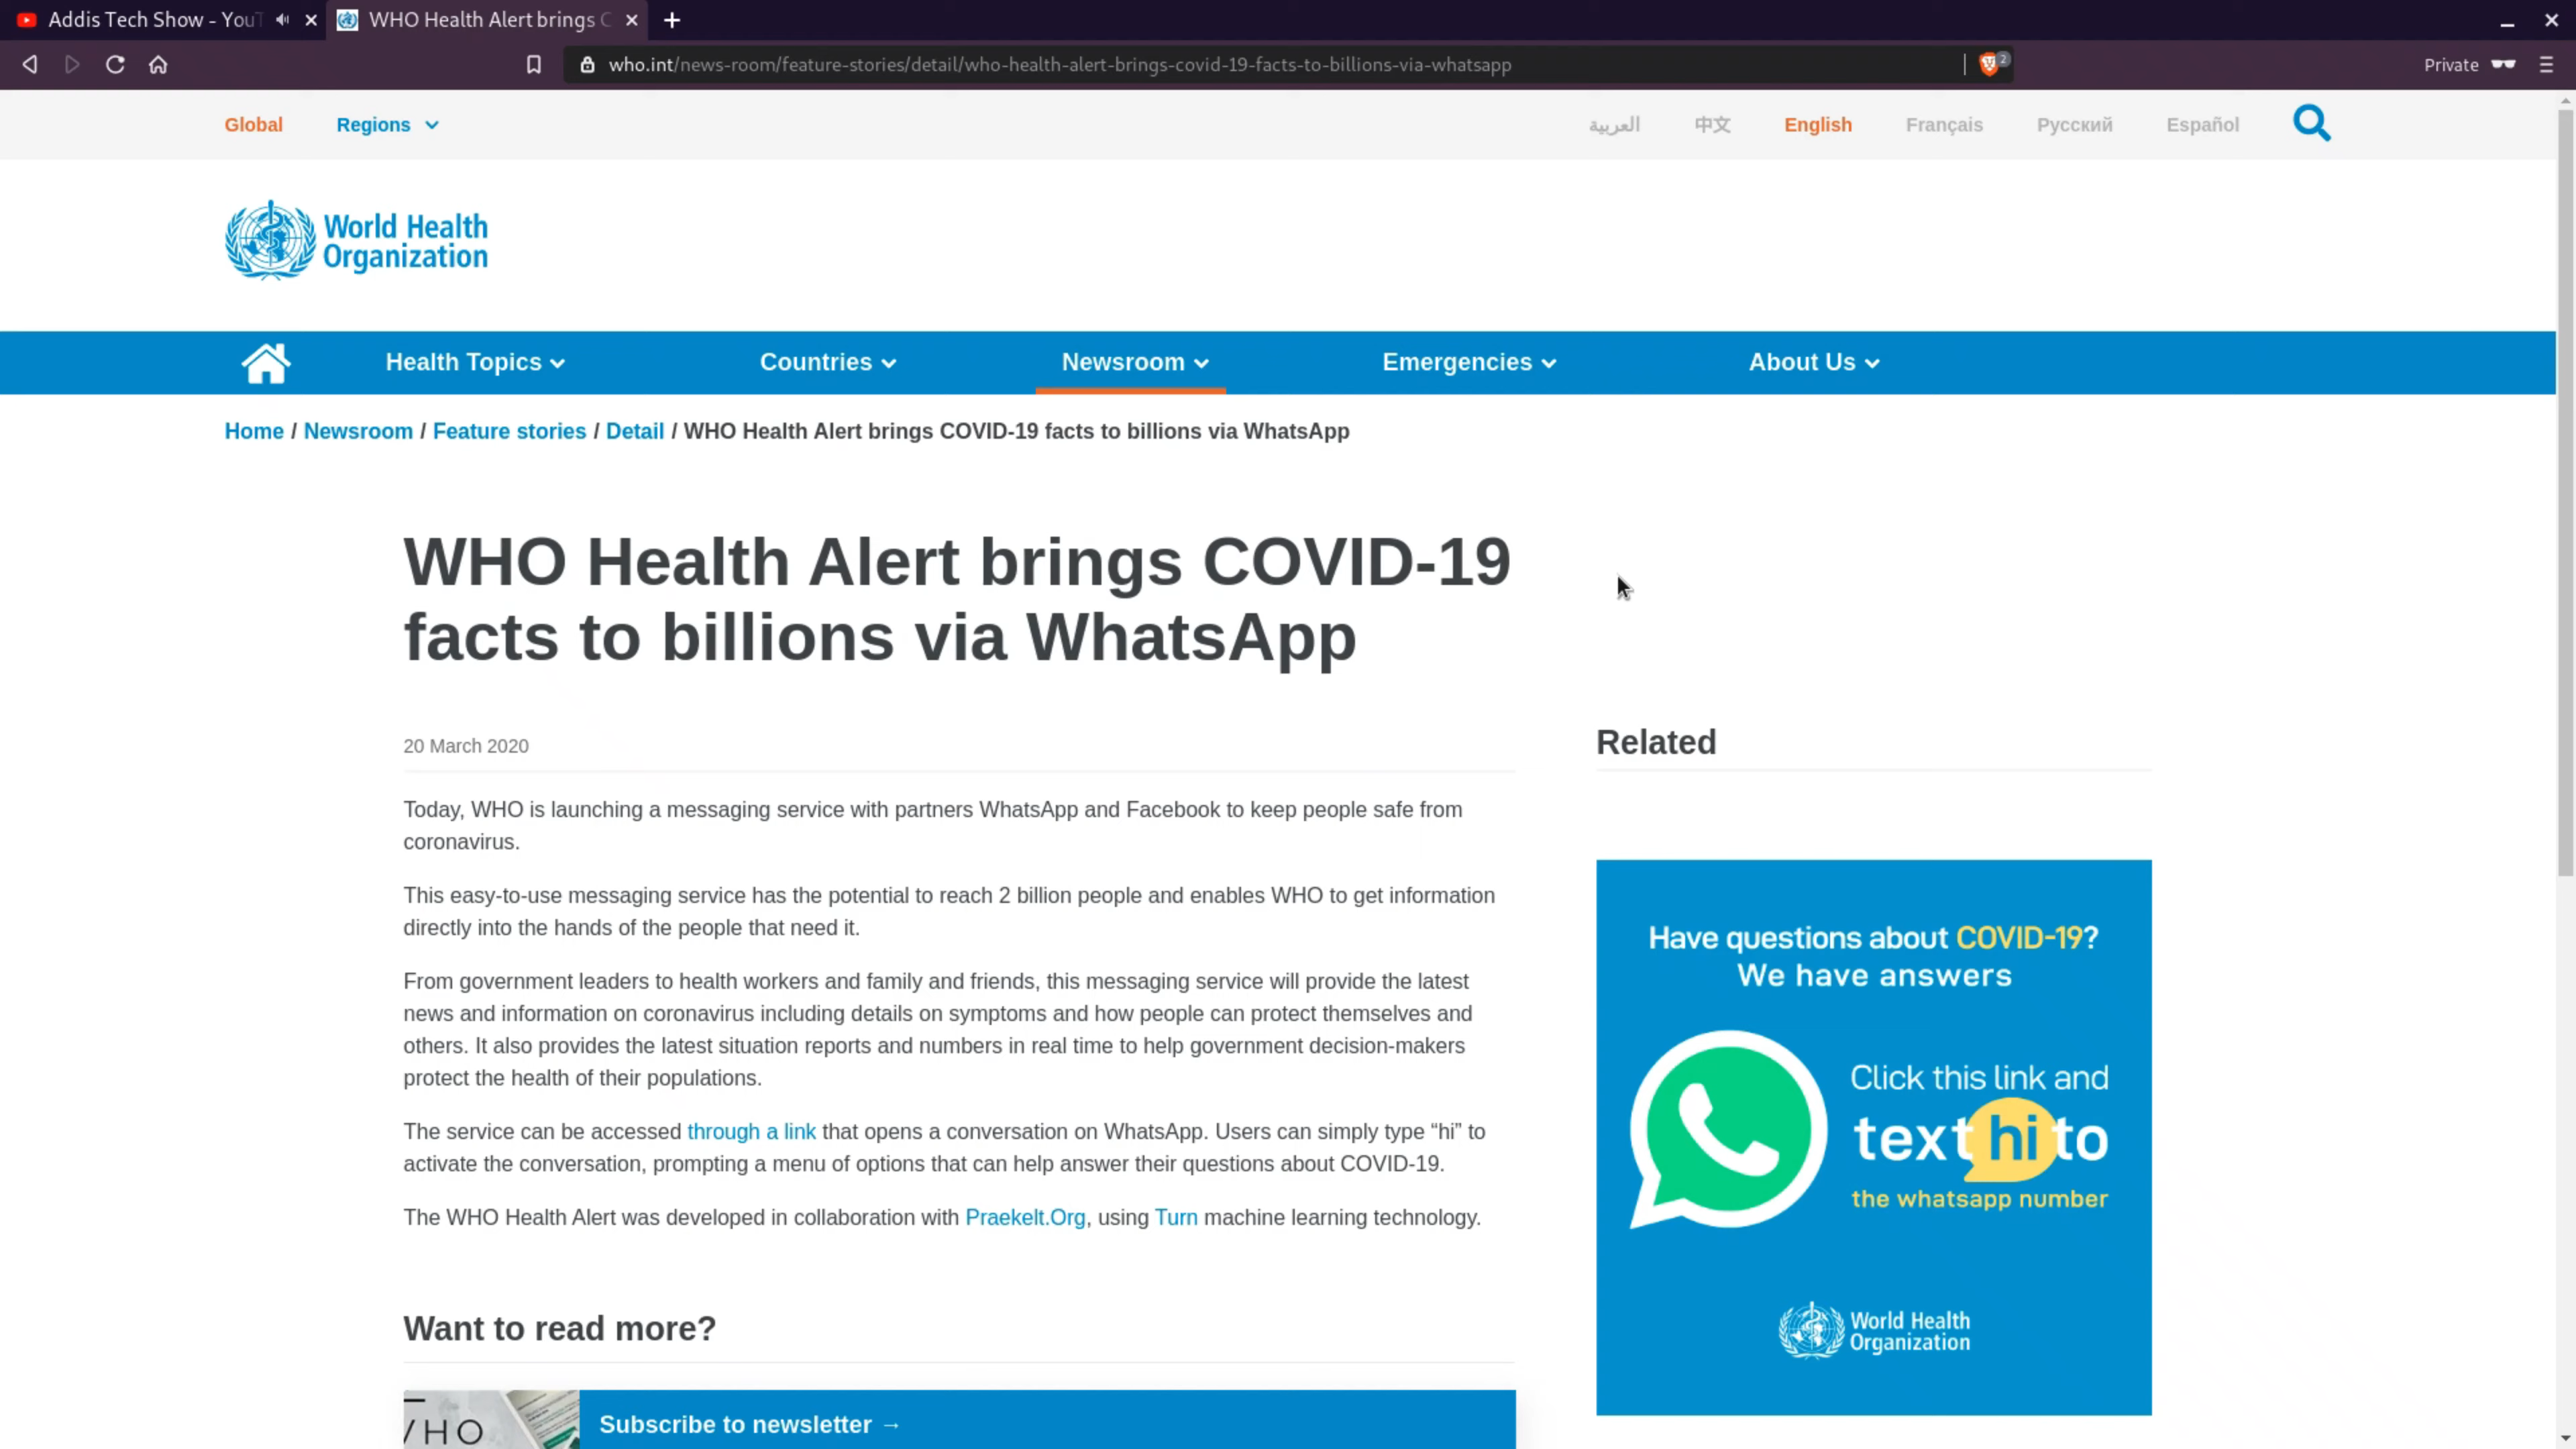 Addis Tech Show - You
WHO Health Alert brings
who.int/news-room/feature-stories/detail/who-health-alert-brings-covid-19-facts-to-billions-via-whatsapp
2
Private
Global
Regions
العربية
中文
English
Français
Русский
Español
World Health
Organization
Health Topics
Countries
Newsroom
Emergencies
About Us
Home / Newsroom / Feature stories / Detail / WHO Health Alert brings COVID-19 facts to billions via WhatsApp
WHO Health Alert brings COVID-19
facts to billions via WhatsApp
20 March 2020
Today, WHO is launching a messaging service with partners WhatsApp and Facebook to keep people safe from
coronavirus.
This easy-to-use messaging service has the potential to reach 2 billion people and enables WHO to get information
directly into the hands of the people that need it.
From government leaders to health workers and family and friends, this messaging service will provide the latest
news and information on coronavirus including details on symptoms and how people can protect themselves and
others. It also provides the latest situation reports and numbers in real time to help government decision-makers
protect the health of their populations.
The service can be accessed through a link that opens a conversation on WhatsApp. Users can simply type “hi” to
activate the conversation, prompting a menu of options that can help answer their questions about COVID-19.
The WHO Health Alert was developed in collaboration with Praekelt.Org, using Turn machine learning technology.
Want to read more?
Subscribe to newsletter →
Related
Have questions about COVID-19?
We have answers
Click this link and
text hi to
the whatsapp number
World Health
Organization